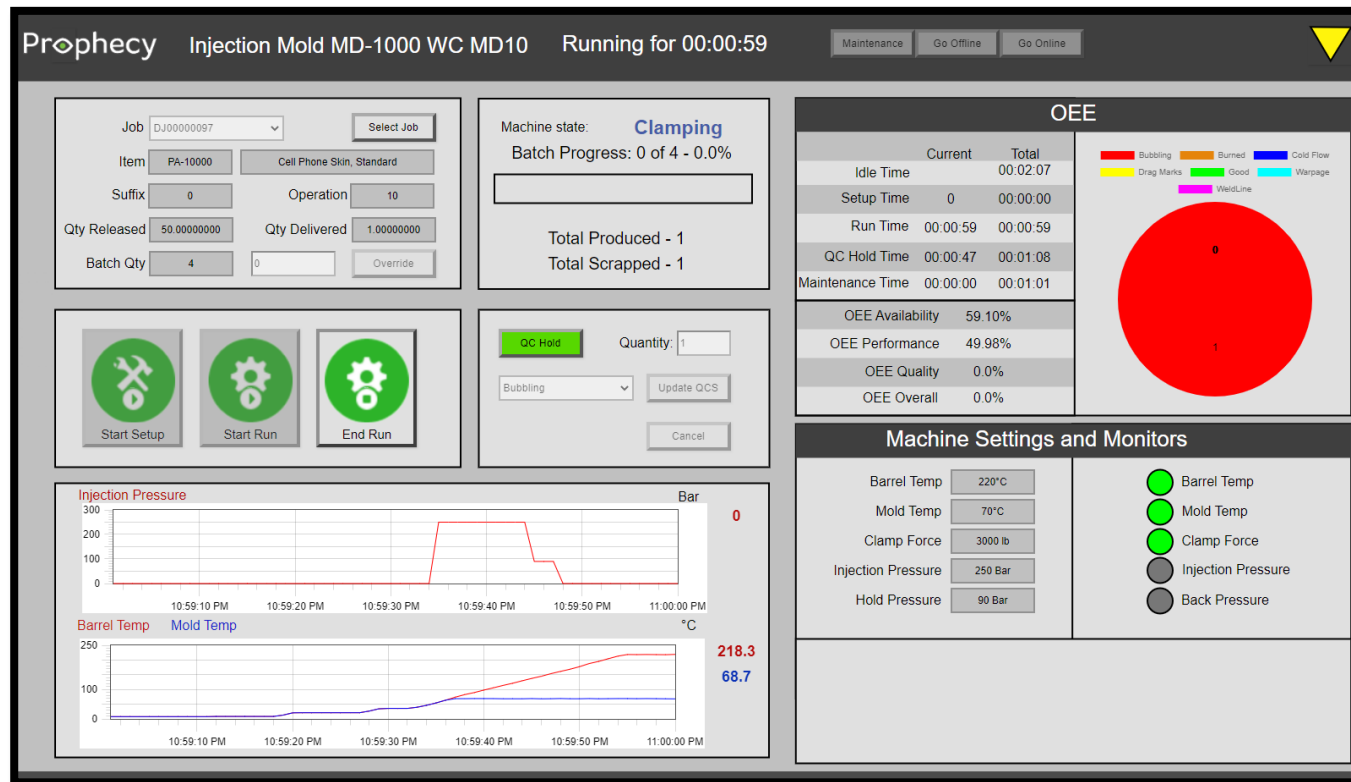 Prophecy Injection Mold MD-1000 WC MD10 Running for 00:00:59 Maintenance Go Offline Go Online
Job DJ00000097 Select Job
Item PA-10000 Cell Phone Skin, Standard
Suffix 0 Operation 10
Qty Released 50.00000000 Qty Delivered 1.00000000
Batch Qty 4 0 Override
Machine state: Clamping
Batch Progress: 0 of 4 - 0.0%
Total Produced - 1
Total Scrapped - 1
OEE
Current Total
Idle Time 00:02:07
Setup Time 0 00:00:00
Run Time 00:00:59 00:00:59
QC Hold Time 00:00:47 00:01:08
Maintenance Time 00:00:00 00:01:01
OEE Availability 59.10%
OEE Performance 49.98%
OEE Quality 0.0%
OEE Overall 0.0%
Bubbling Burned Cold Flow
Drag Marks Good Warpage
WeldLine
0
1
Start Setup Start Run End Run
QC Hold Quantity: 1
Bubbling Update QCS
Cancel
Machine Settings and Monitors
Barrel Temp 220°C
Mold Temp 70°C
Clamp Force 3000 lb
Injection Pressure 250 Bar
Hold Pressure 90 Bar
Barrel Temp
Mold Temp
Clamp Force
Injection Pressure
Back Pressure
Injection Pressure Bar
300
200
100
0
0
10:59:10 PM 10:59:20 PM 10:59:30 PM 10:59:40 PM 10:59:50 PM 11:00:00 PM
Barrel Temp Mold Temp °C
250
100
0
218.3
68.7
10:59:10 PM 10:59:20 PM 10:59:30 PM 10:59:40 PM 10:59:50 PM 11:00:00 PM